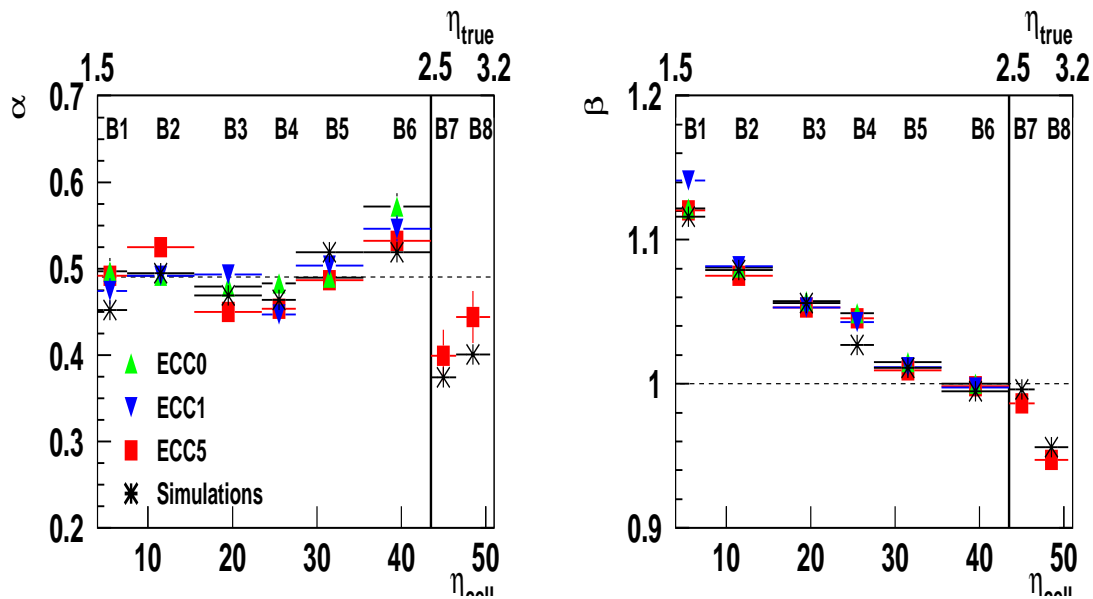 η_true
1.5 2.5 3.2
α
0.7
B1 B2 B3 B4 B5 B6 B7 B8
0.6
0.5
0.4
ECC0
ECC1
0.3
ECC5
Simulations
0.2
10 20 30 40 50
η_cell
η_true
1.5 2.5 3.2
β
1.2
B1 B2 B3 B4 B5 B6 B7 B8
1.1
1
0.9
10 20 30 40 50
η_cell